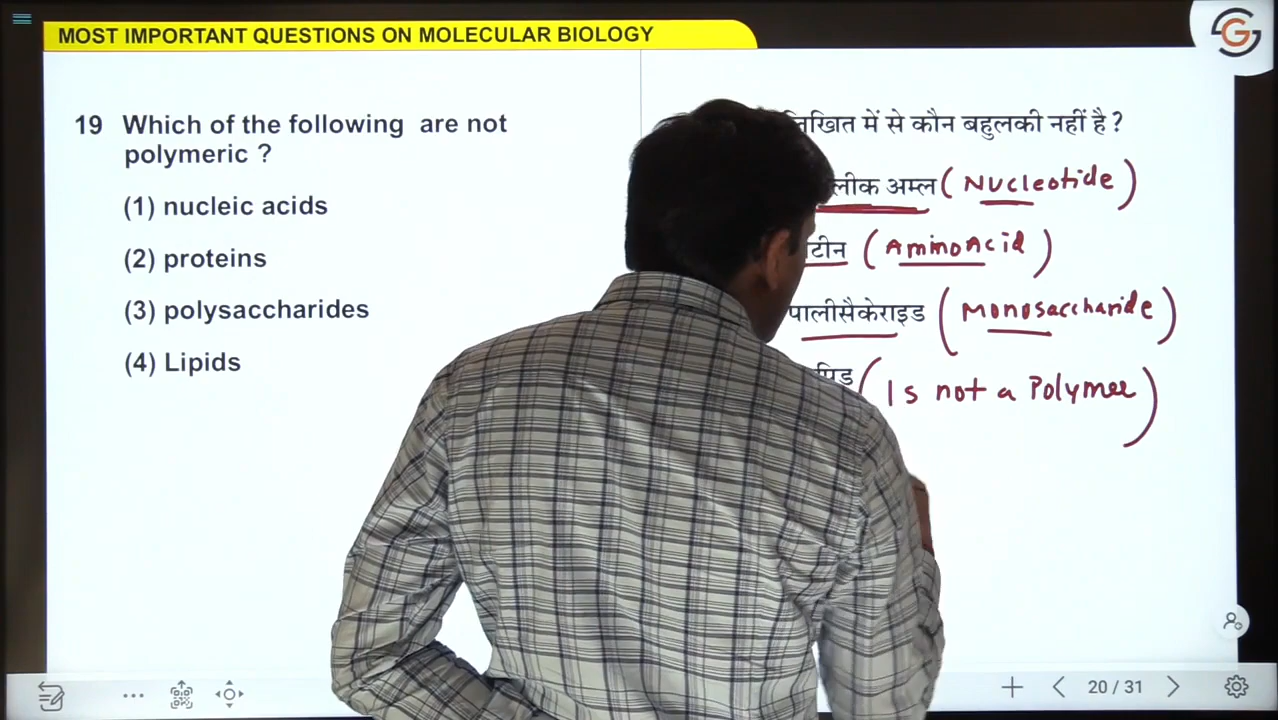 MOST IMPORTANT QUESTIONS ON MOLECULAR BIOLOGY
19 Which of the following are not
polymeric ?
(1) nucleic acids
(2) proteins
(3) polysaccharides
(4) Lipids
में से कौन बहुलकी नहीं है ?
अम्ल (Nucleotide)
(AminoAcid)
पालीसैकेराइड (Monosaccharide)
(Is not a Polymer)
20 / 31